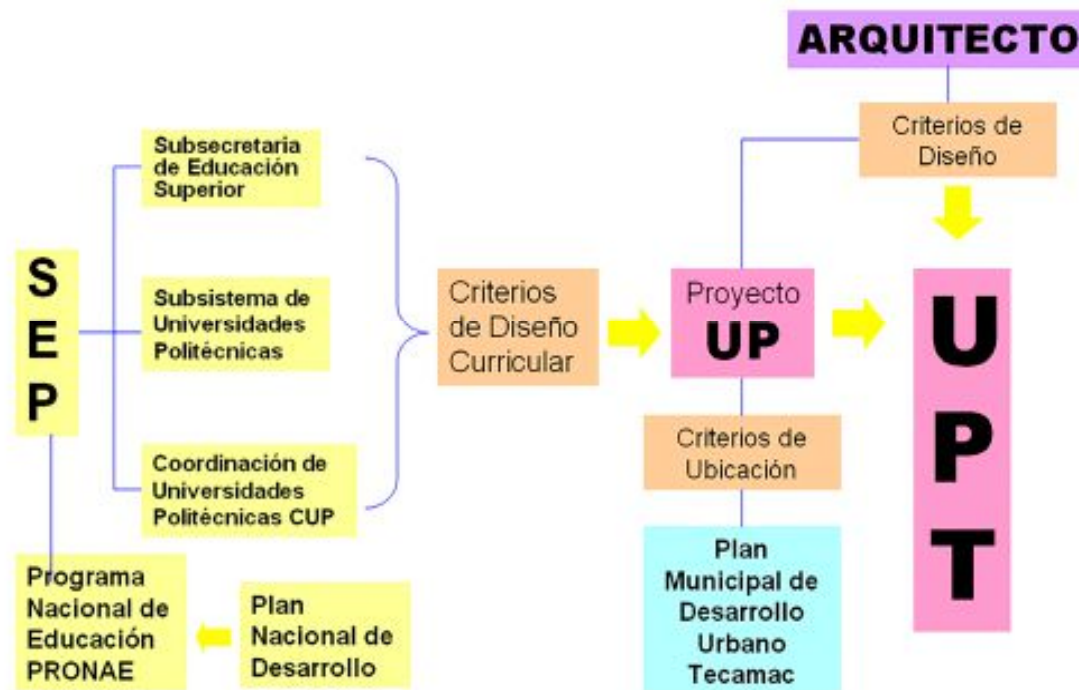 ARQUITECTO
Criterios de
Diseño
Subsecretaria
de Educación
Superior
S
E
P
Subsistema de
Universidades
Politécnicas
Coordinación de
Universidades
Politécnicas CUP
Programa
Nacional de
Educación
PRONAE
Plan
Nacional de
Desarrollo
Criterios
de Diseño
Curricular
Proyecto
UP
Criterios de
Ubicación
Plan
Municipal de
Desarrollo
Urbano
Tecamac
U
P
T